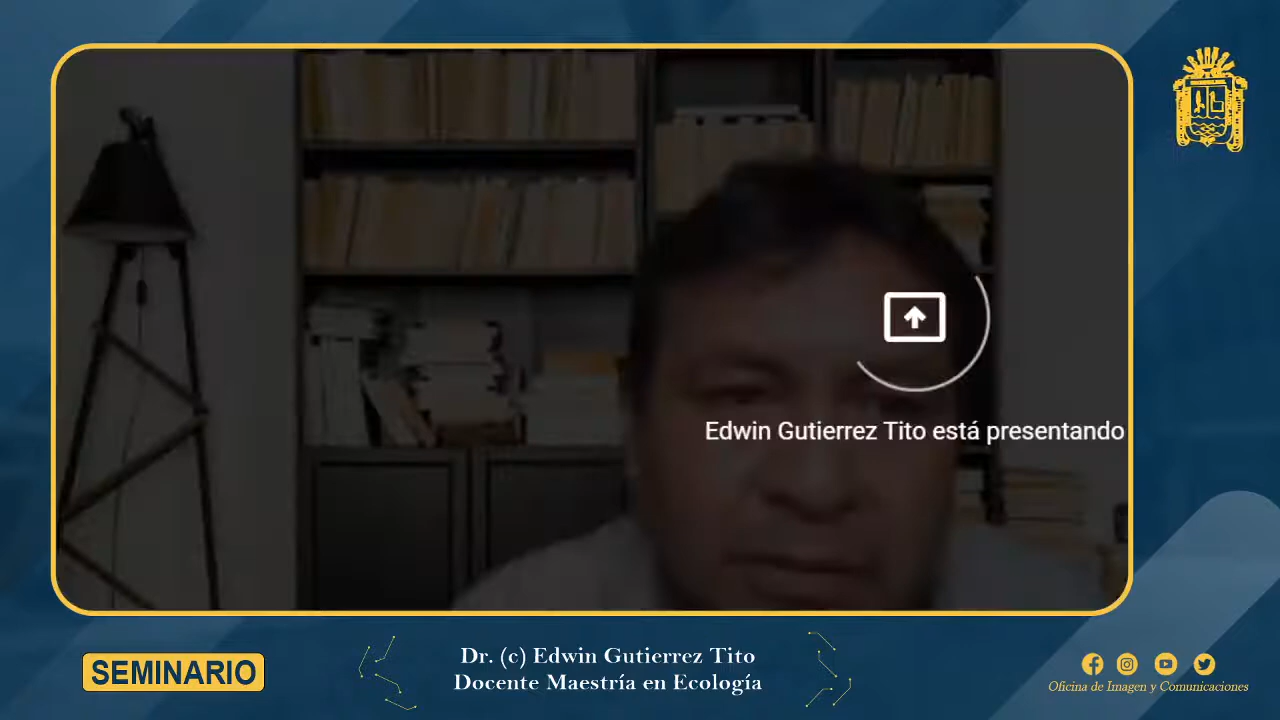 Edwin Gutierrez Tito está presentando
SEMINARIO
Dr. (c) Edwin Gutierrez Tito
Docente Maestría en Ecología
Oficina de Imagen y Comunicaciones